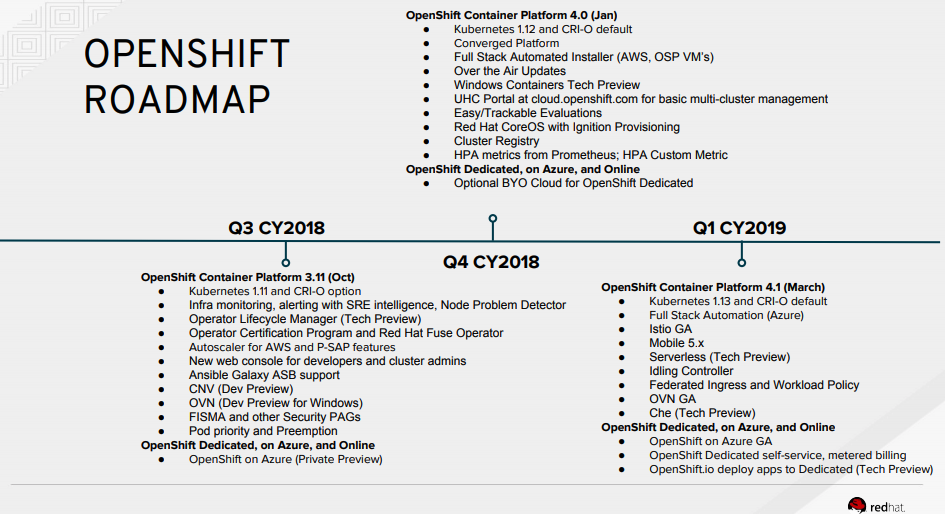 OPENSHIFT
ROADMAP
OpenShift Container Platform 4.0 (Jan)
● Kubernetes 1.12 and CRI-O default
● Converged Platform
● Full Stack Automated Installer (AWS, OSP VM's)
● Over the Air Updates
● Windows Containers Tech Preview
● UHC Portal at cloud.openshift.com for basic multi-cluster management
● Easy/Trackable Evaluations
● Red Hat CoreOS with Ignition Provisioning
● Cluster Registry
● HPA metrics from Prometheus; HPA Custom Metric
OpenShift Dedicated, on Azure, and Online
● Optional BYO Cloud for OpenShift Dedicated
Q3 CY2018
Q4 CY2018
Q1 CY2019
OpenShift Container Platform 3.11 (Oct)
● Kubernetes 1.11 and CRI-O option
● Infra monitoring, alerting with SRE intelligence, Node Problem Detector
● Operator Lifecycle Manager (Tech Preview)
● Operator Certification Program and Red Hat Fuse Operator
● Autoscaler for AWS and P-SAP features
● New web console for developers and cluster admins
● Ansible Galaxy ASB support
● CNV (Dev Preview)
● OVN (Dev Preview for Windows)
● FISMA and other Security PAGs
● Pod priority and Preemption
OpenShift Dedicated, on Azure, and Online
● OpenShift on Azure (Private Preview)
OpenShift Container Platform 4.1 (March)
● Kubernetes 1.13 and CRI-O default
● Full Stack Automation (Azure)
● Istio GA
● Mobile 5.x
● Serverless (Tech Preview)
● Idling Controller
● Federated Ingress and Workload Policy
● OVN GA
● Che (Tech Preview)
OpenShift Dedicated, on Azure, and Online
● OpenShift on Azure GA
● OpenShift Dedicated self-service, metered billing
● OpenShift.io deploy apps to Dedicated (Tech Preview)
redhat.